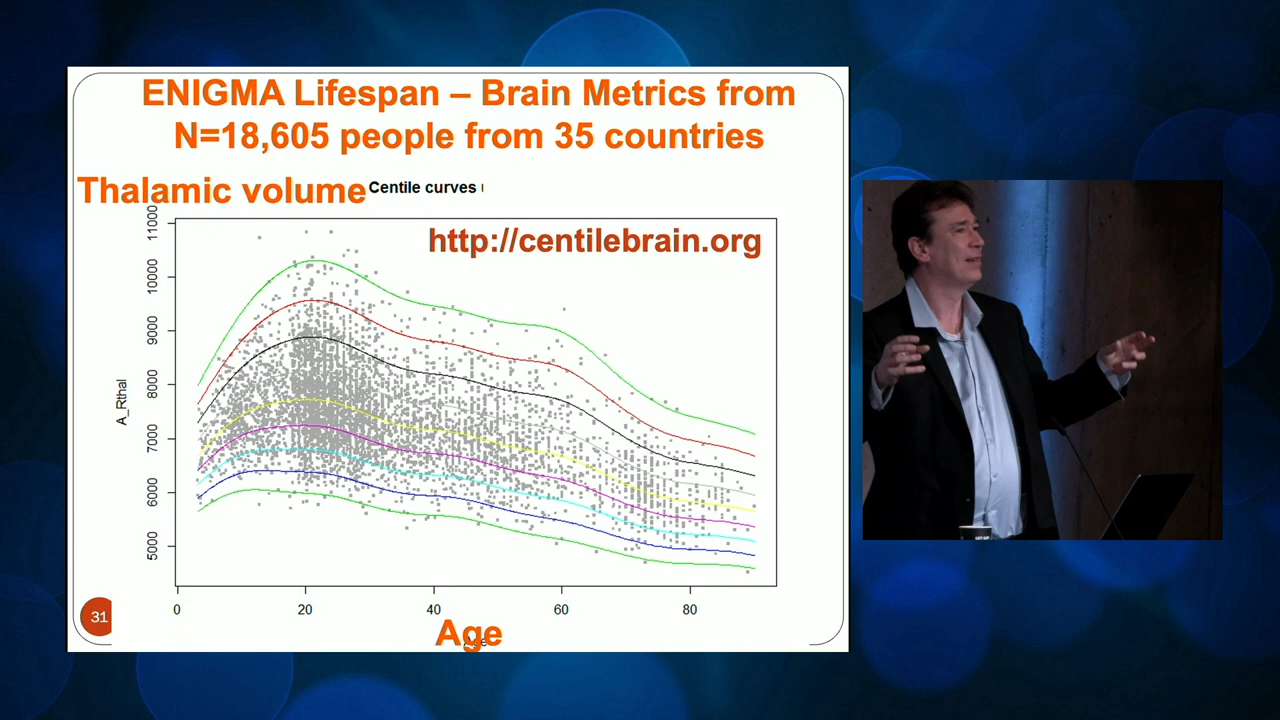 ENIGMA Lifespan – Brain Metrics from
N=18,605 people from 35 countries
Thalamic volume
Centile curves
http://centilebrain.org
11000
10000
9000
8000
7000
6000
5000
A_Rthal
0
20
40
60
80
Age
31